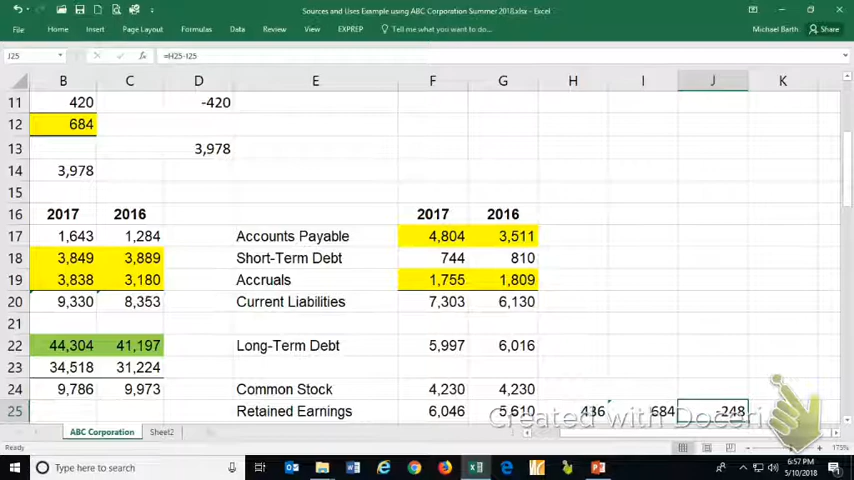 Sources and Uses Example using ABC Corporation Summer 2018.xlsx - Excel
Michael Barth
Share
File Home Insert Page Layout Formulas Data Review View EXPREP Tell me what you want to do...
J25 fx =H25-I25
B C D E F G H I J K
11 420 -420
12 684
13 3,978
14 3,978
15
16 2017 2016 2017 2016
17 1,643 1,284 Accounts Payable 4,804 3,511
18 3,849 3,889 Short-Term Debt 744 810
19 3,838 3,180 Accruals 1,755 1,809
20 9,330 8,353 Current Liabilities 7,303 6,130
21
22 44,304 41,197 Long-Term Debt 5,997 6,016
23 34,518 31,224
24 9,786 9,973 Common Stock 4,230 4,230
25 Retained Earnings 6,046 5,610 436 684 -248
Created with Doceri
ABC Corporation Sheet2
175%
Type here to search
6:57 PM
5/10/2018